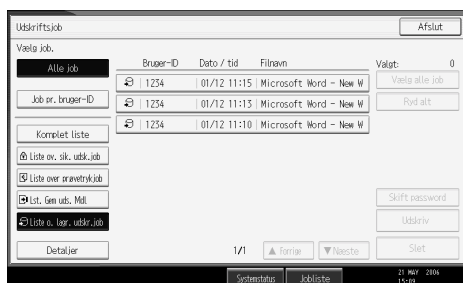 Udskriftsjob
Afslut
Vælg job.
Alle job
Bruger-ID Dato / tid Filnavn
Valgt: 0
1234 01/12 11:15 Microsoft Word - New W
Vælg alle job
Job pr. bruger-ID
1234 01/12 11:13 Microsoft Word - New W
Ryd alt
1234 01/12 11:10 Microsoft Word - New W
Komplet liste
Liste ov. sik. udsk.job
Liste over prøvetrykjob
Lst. Gem uds. Mdl
Skift password
Liste o. lagr. udskr.job
Udskriv
Detaljer
1/1
▲ Forrige
▼ Næste
Slet
Systemstatus
Jobliste
21 MAY 2006
15:09